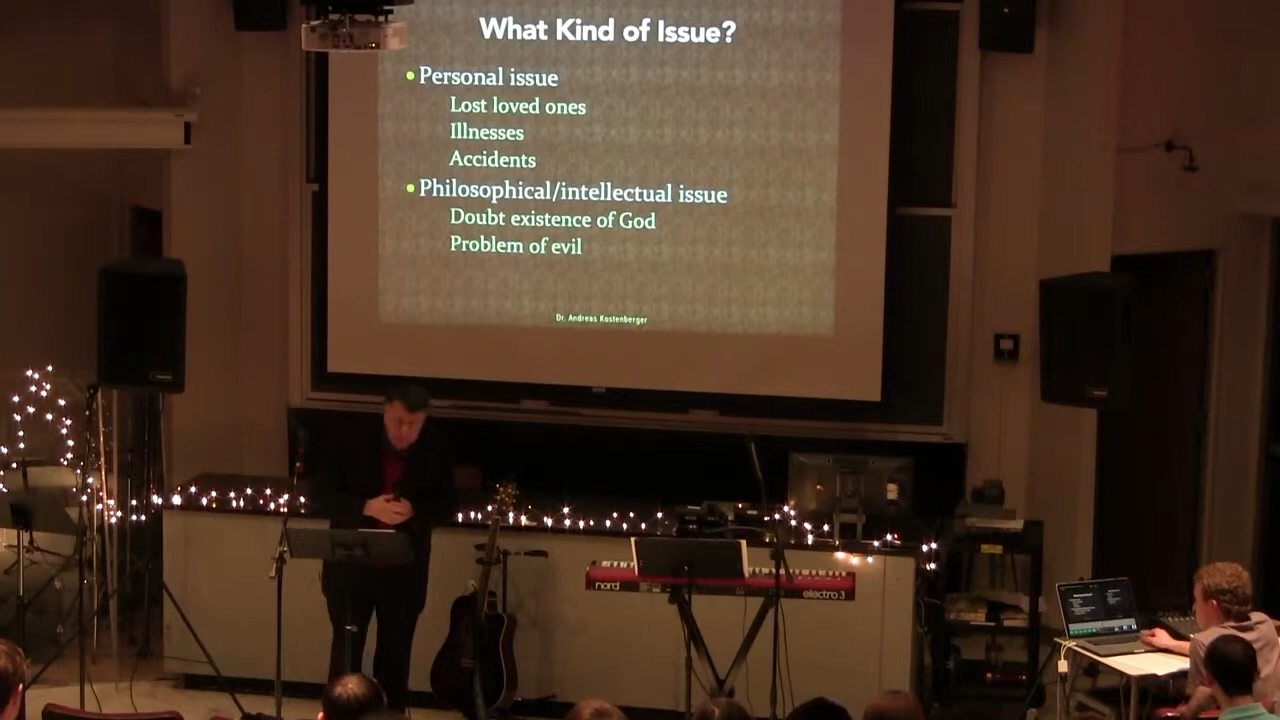 What Kind of Issue?
• Personal issue
Lost loved ones
Illnesses
Accidents
• Philosophical/intellectual issue
Doubt existence of God
Problem of evil
Dr. Andreas Kostenberger
nord
electro 3